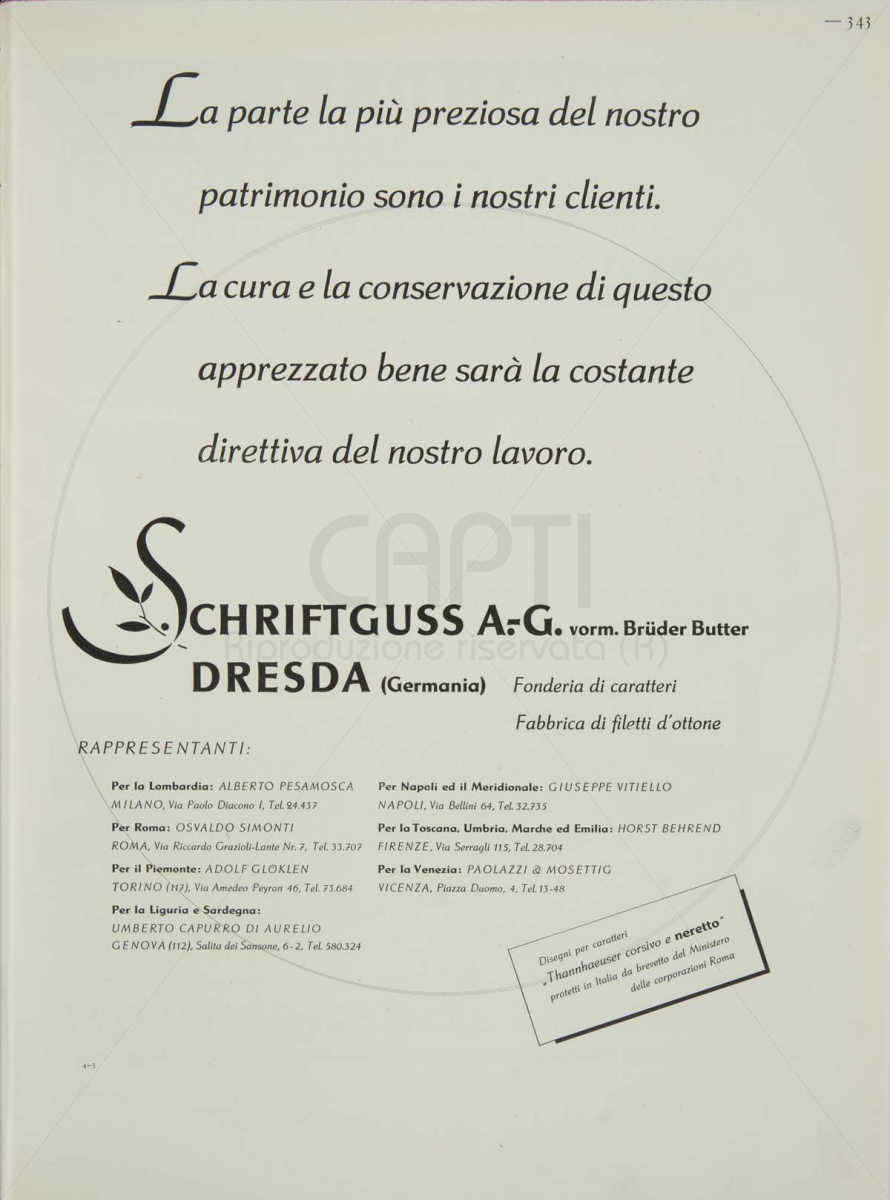 — 343
La parte la più preziosa del nostro
patrimonio sono i nostri clienti.
La cura e la conservazione di questo
apprezzato bene sarà la costante
direttiva del nostro lavoro.
CAPTI
Riproduzione riservata (R)
SCHRIFTGUSS A.-G. vorm. Brüder Butter
DRESDA (Germania) Fonderia di caratteri
Fabbrica di filetti d'ottone
RAPPRESENTANTI:
Per la Lombardia: ALBERTO PESAMOSCA
MILANO, Via Paolo Diacono 1, Tel. 24.437
Per Roma: OSVALDO SIMONTI
ROMA, Via Riccardo Grazioli-Lante Nr. 7, Tel. 33.707
Per il Piemonte: ADOLF GLOKLEN
TORINO (117), Via Amedeo Peyron 46, Tel. 73.684
Per la Liguria e Sardegna:
UMBERTO CAPURRO DI AURELIO
GENOVA (112), Salita dei Sansone, 6-2, Tel. 580.324
Per Napoli ed il Meridionale: GIUSEPPE VITIELLO
NAPOLI, Via Bellini 64, Tel. 32.735
Per la Toscana, Umbria, Marche ed Emilia: HORST BEHREND
FIRENZE, Via Serragli 115, Tel. 28.704
Per la Venezia: PAOLAZZI & MOSETTIG
VICENZA, Piazza Duomo, 4, Tel. 13-48
Disegni per caratteri
„Thannhaeuser corsivo e neretto"
protetti in Italia da brevetto del Ministero
delle corporazioni Roma
4-3